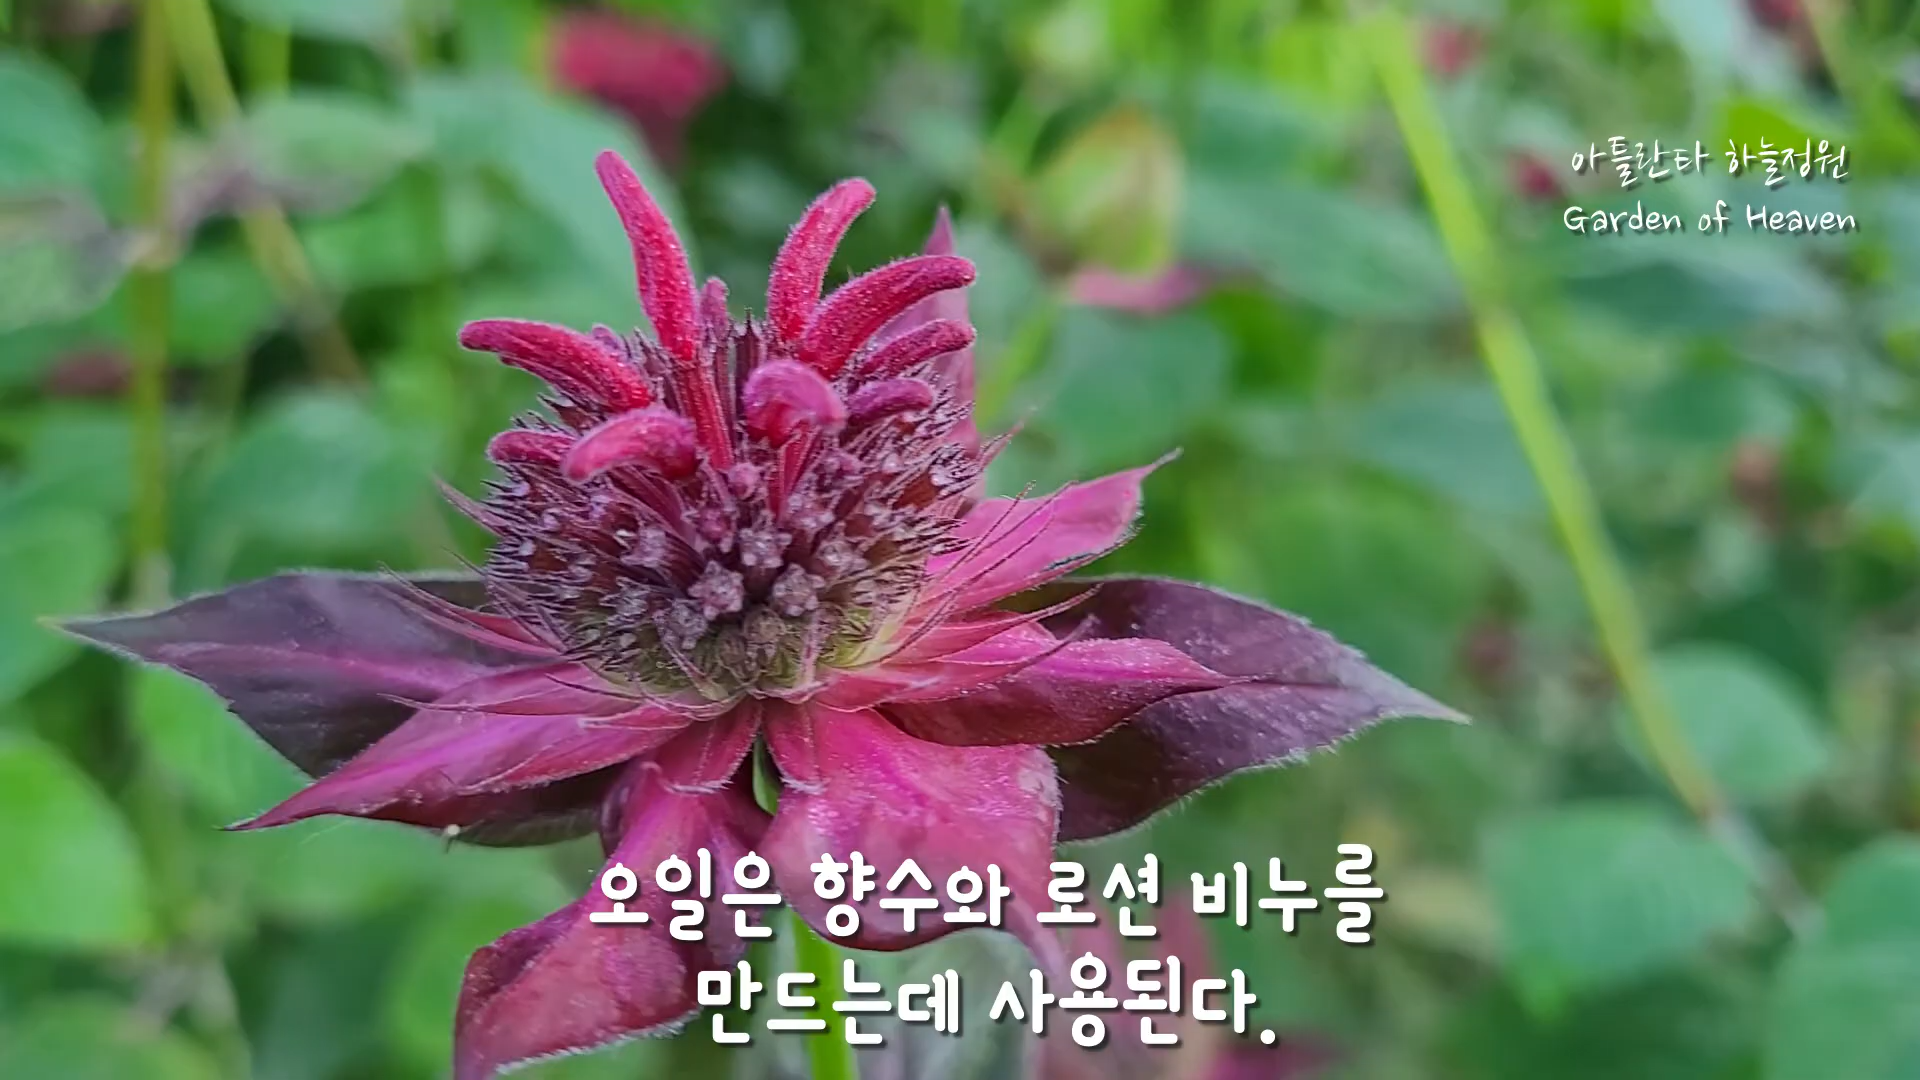 아틀란타 하늘정원
Garden of Heaven
오일은 향수와 로션 비누를
만드는데 사용된다.